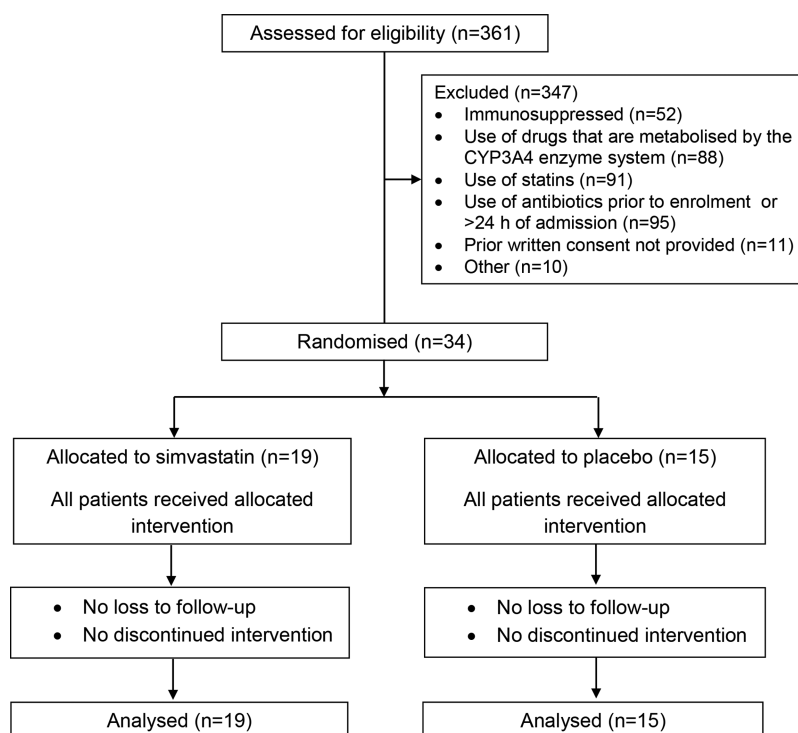 Assessed for eligibility (n=361)
Excluded (n=347)
• Immunosuppressed (n=52)
• Use of drugs that are metabolised by the
CYP3A4 enzyme system (n=88)
• Use of statins (n=91)
• Use of antibiotics prior to enrolment or
>24 h of admission (n=95)
• Prior written consent not provided (n=11)
• Other (n=10)
Randomised (n=34)
Allocated to simvastatin (n=19)
All patients received allocated
intervention
Allocated to placebo (n=15)
All patients received allocated
intervention
• No loss to follow-up
• No discontinued intervention
• No loss to follow-up
• No discontinued intervention
Analysed (n=19)
Analysed (n=15)